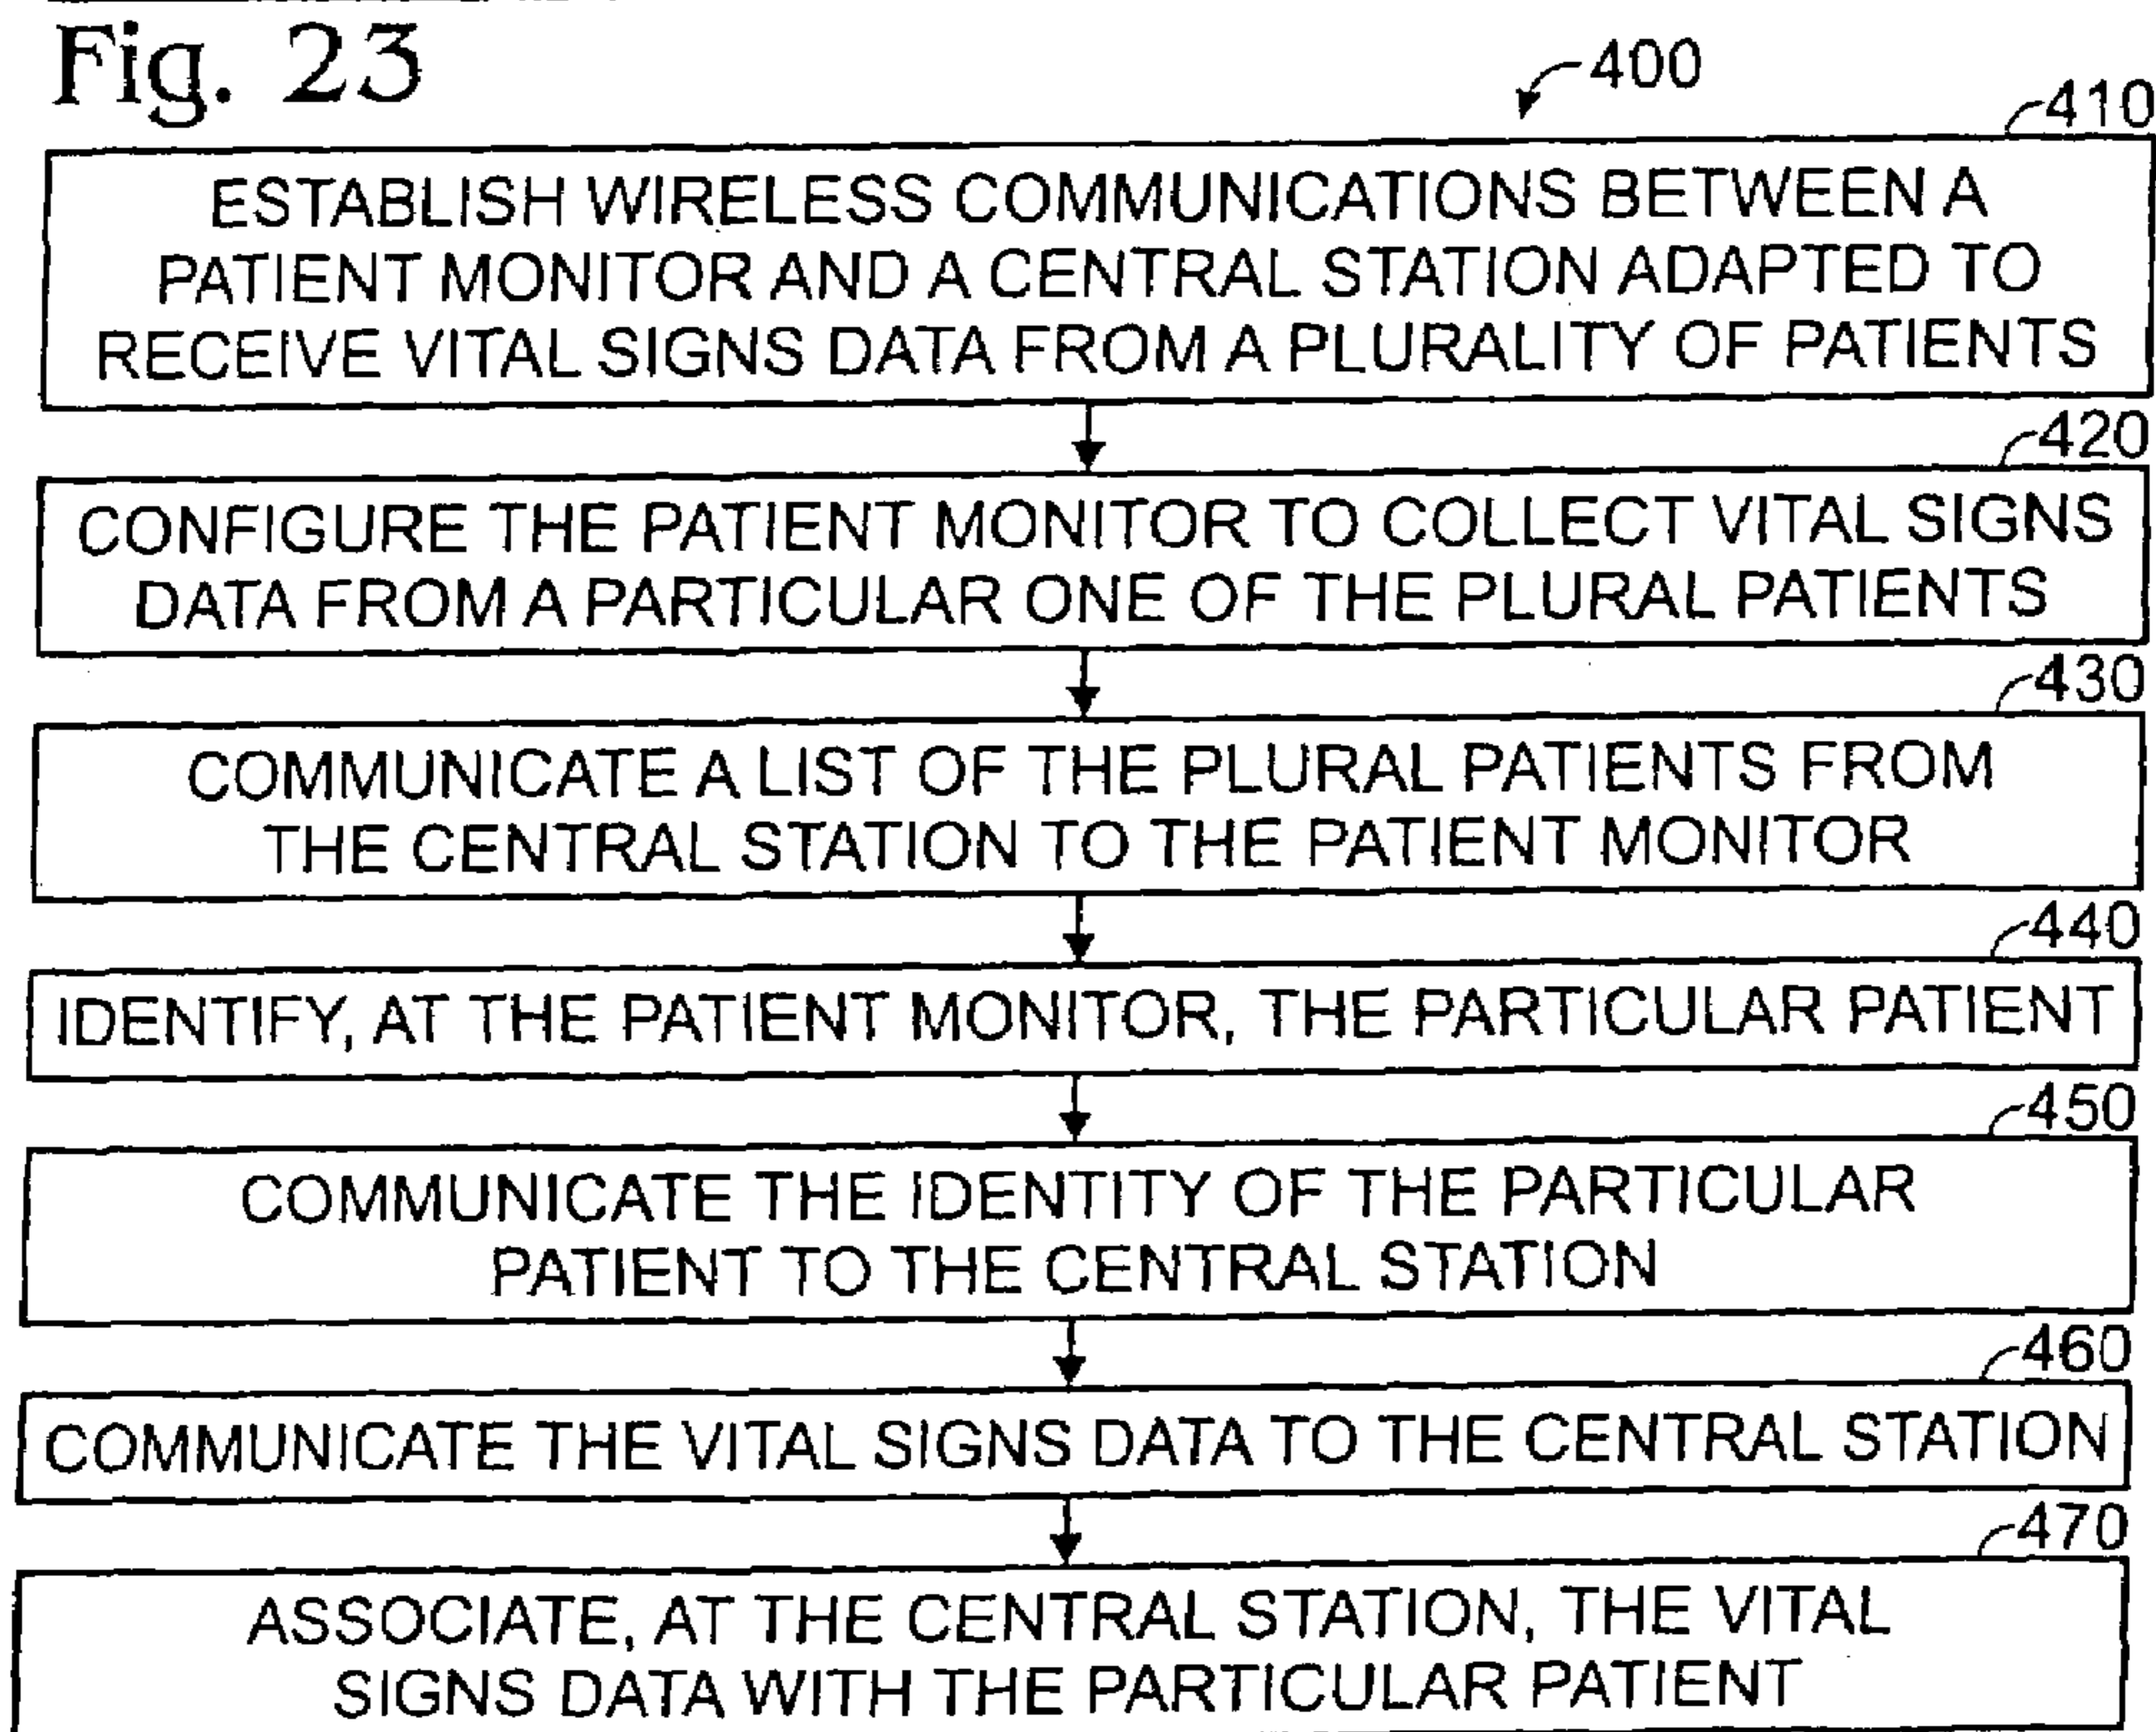 Fig. 23
400
410
ESTABLISH WIRELESS COMMUNICATIONS BETWEEN A
PATIENT MONITOR AND A CENTRAL STATION ADAPTED TO
RECEIVE VITAL SIGNS DATA FROM A PLURALITY OF PATIENTS
420
CONFIGURE THE PATIENT MONITOR TO COLLECT VITAL SIGNS
DATA FROM A PARTICULAR ONE OF THE PLURAL PATIENTS
430
COMMUNICATE A LIST OF THE PLURAL PATIENTS FROM
THE CENTRAL STATION TO THE PATIENT MONITOR
440
IDENTIFY, AT THE PATIENT MONITOR, THE PARTICULAR PATIENT
450
COMMUNICATE THE IDENTITY OF THE PARTICULAR
PATIENT TO THE CENTRAL STATION
460
COMMUNICATE THE VITAL SIGNS DATA TO THE CENTRAL STATION
470
ASSOCIATE, AT THE CENTRAL STATION, THE VITAL
SIGNS DATA WITH THE PARTICULAR PATIENT